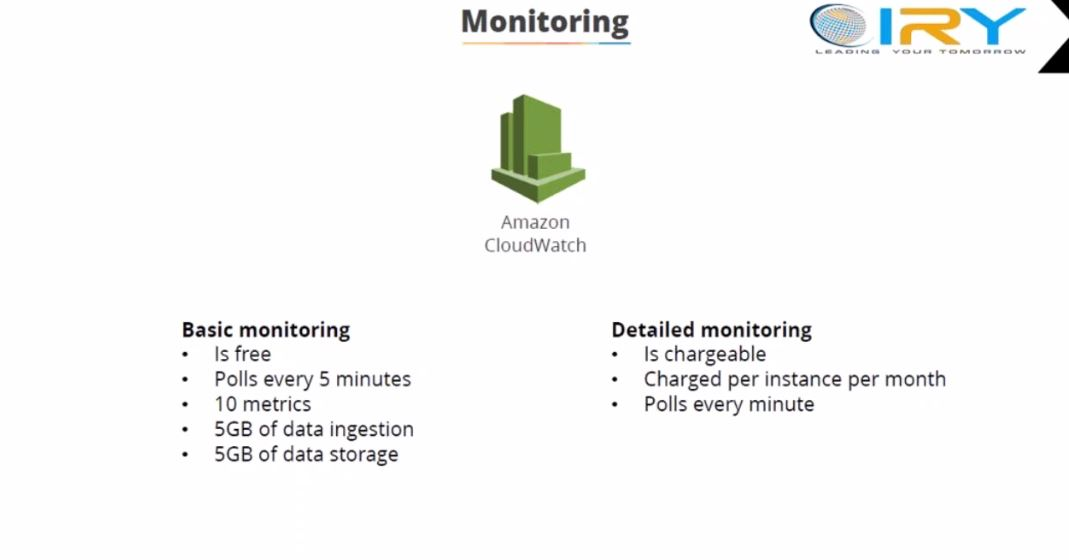 Monitoring
IRY
LEADING YOUR TOMORROW
Amazon
CloudWatch
Basic monitoring
• Is free
• Polls every 5 minutes
• 10 metrics
• 5GB of data ingestion
• 5GB of data storage
Detailed monitoring
• Is chargeable
• Charged per instance per month
• Polls every minute